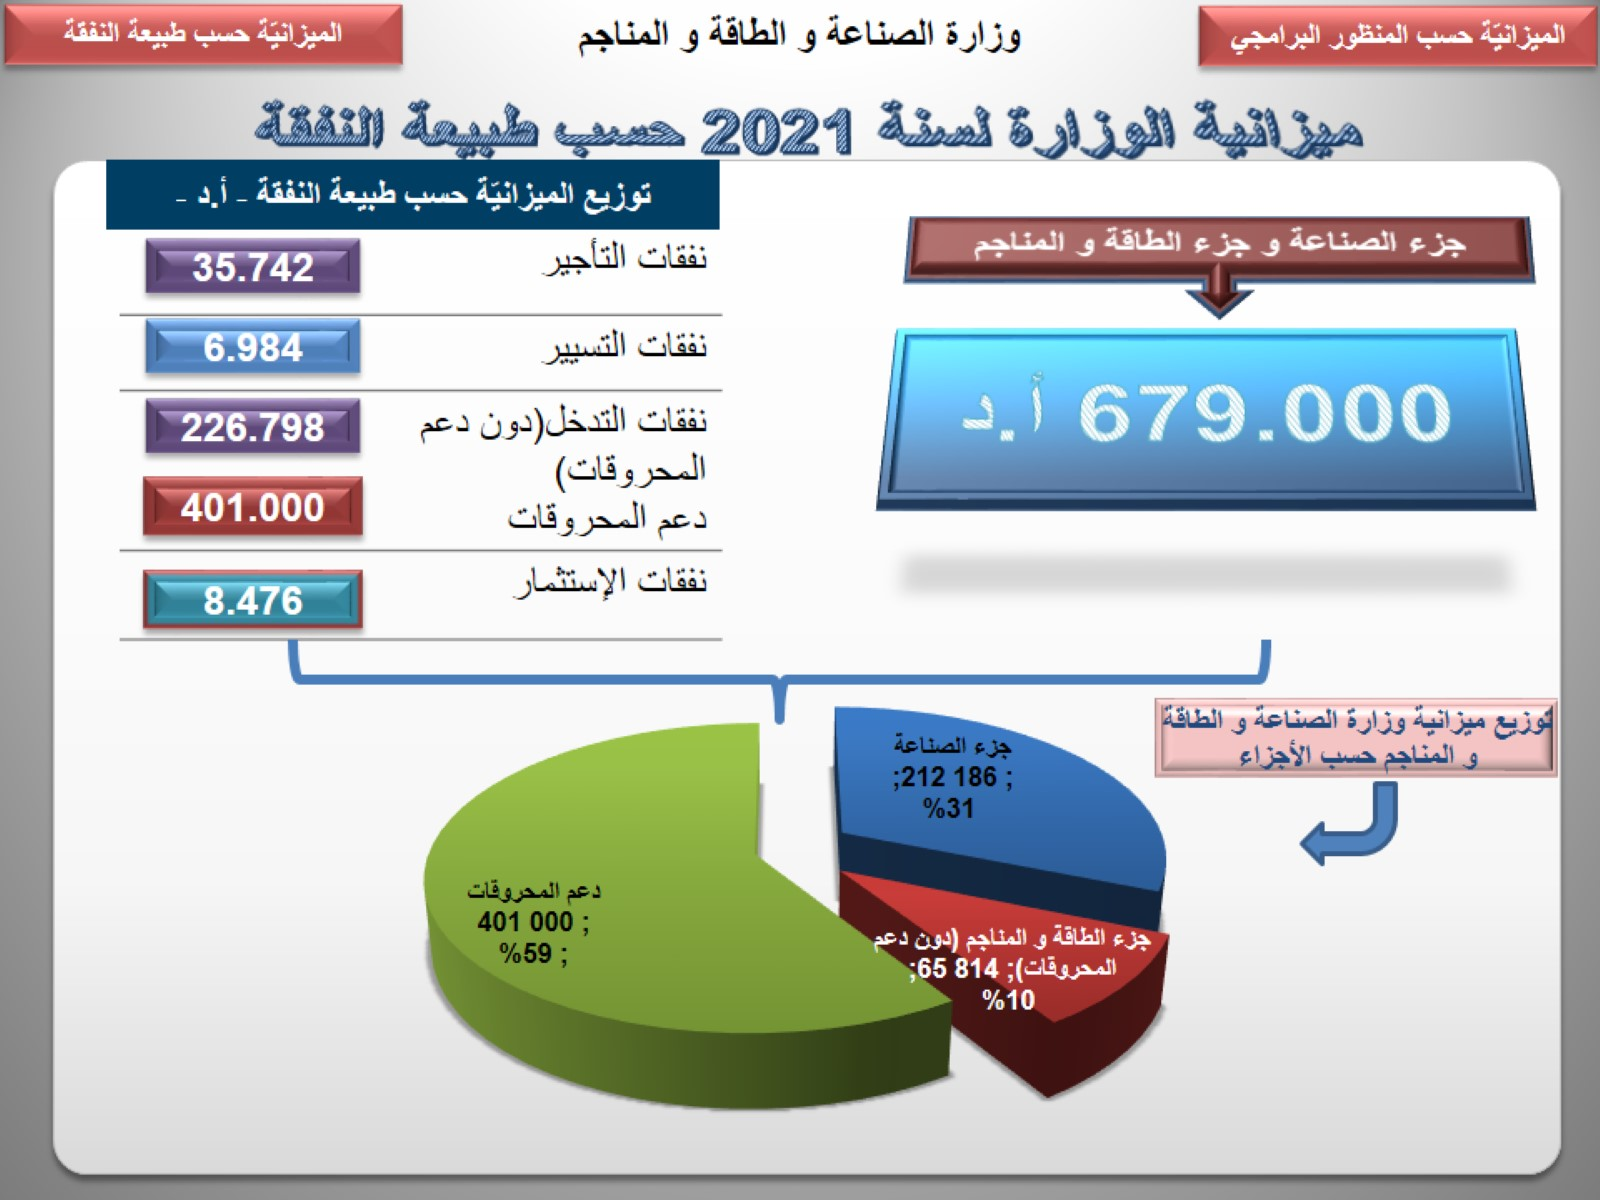 الميزانيّة حسب المنظور البرامجي
وزارة الصناعة و الطاقة و المناجم
الميزانيّة حسب طبيعة النفقة
ميزانية الوزارة لسنة 2021 حسب طبيعة النفقة
جزء الصناعة و جزء الطاقة و المناجم
679.000 أ.د
توزيع الميزانيّة حسب طبيعة النفقة - أ.د -
نفقات التأجير 35.742
نفقات التسيير 6.984
نفقات التدخل(دون دعم 226.798
المحروقات)
دعم المحروقات 401.000
نفقات الإستثمار 8.476
توزيع ميزانية وزارة الصناعة و الطاقة
و المناجم حسب الأجزاء
جزء الصناعة
; 212 186;
%31
جزء الطاقة و المناجم (دون دعم
المحروقات); 65 814;
%10
دعم المحروقات
; 401 000
; %59